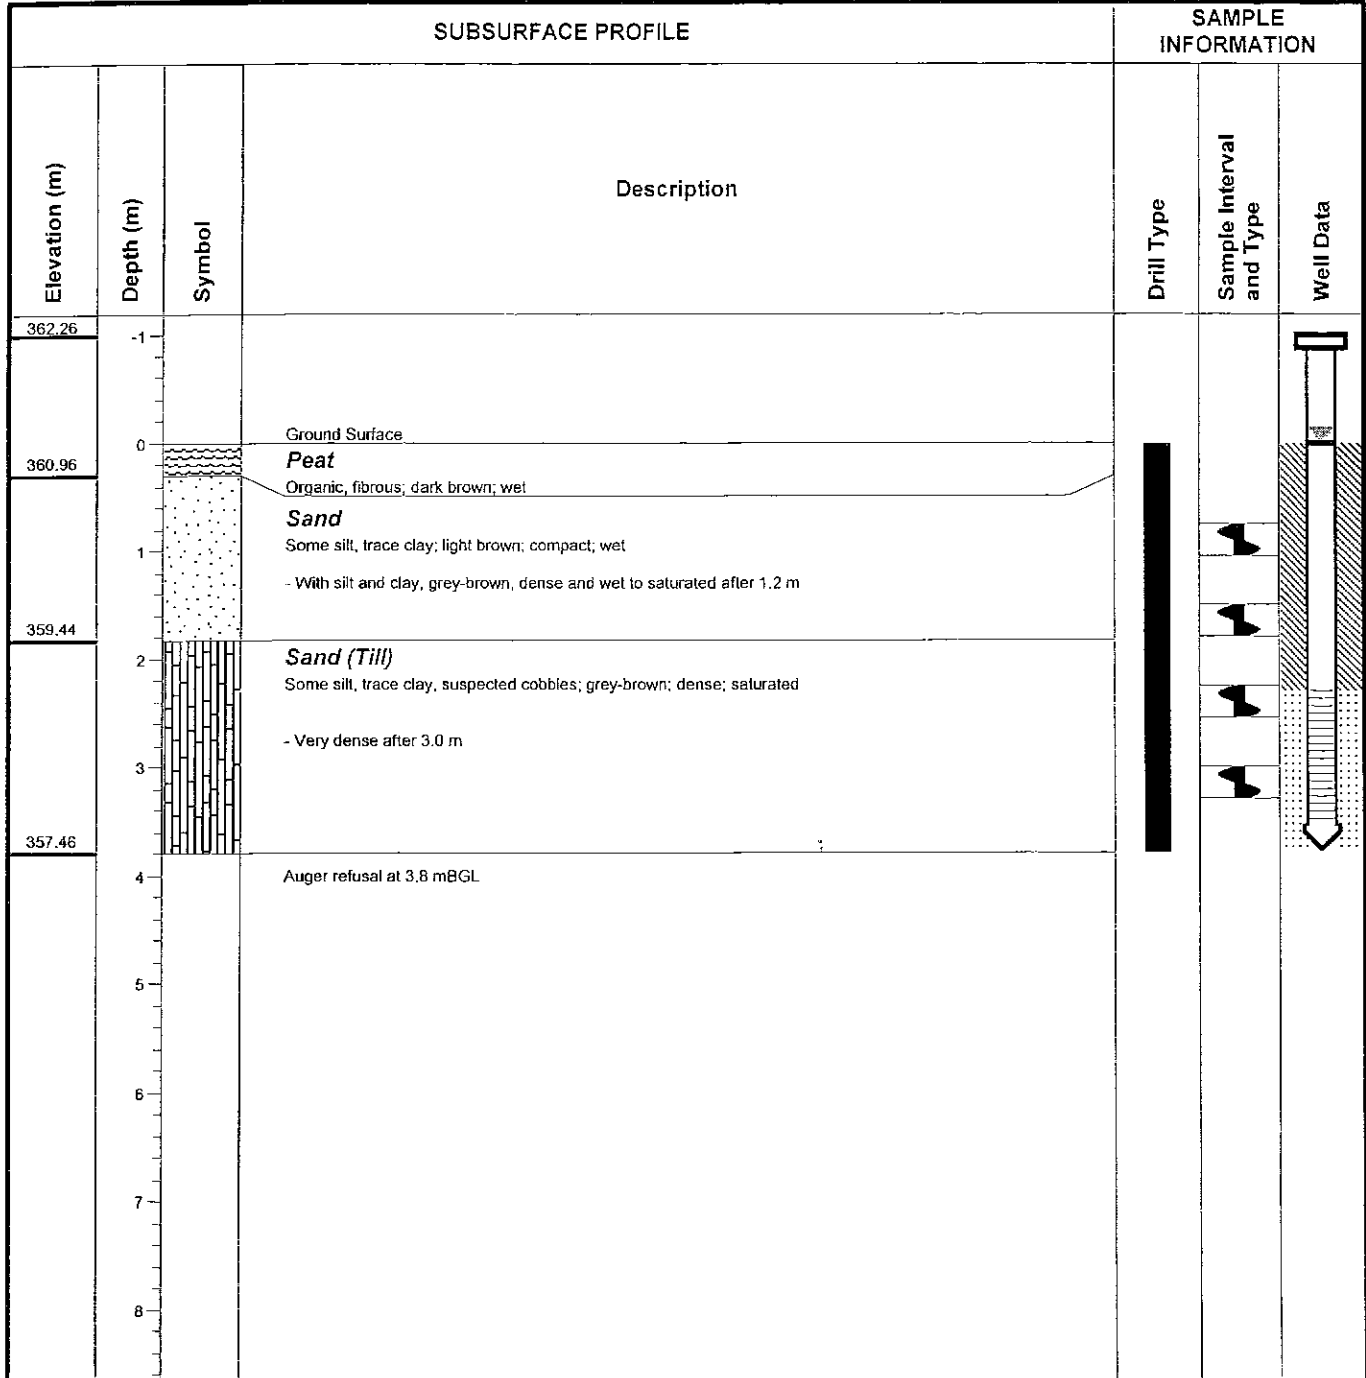 SUBSURFACE PROFILE
SAMPLE
INFORMATION
Elevation (m)
Depth (m)
Symbol
Description
Drill Type
Sample Interval
and Type
Well Data
362.26
-1
Ground Surface
0
Peat
360.96
Organic, fibrous; dark brown; wet
Sand
Some silt, trace clay; light brown; compact; wet
1
- With silt and clay, grey-brown, dense and wet to saturated after 1.2 m
359.44
Sand (Till)
2
Some silt, trace clay, suspected cobbles; grey-brown; dense; saturated
- Very dense after 3.0 m
3
357.46
4
Auger refusal at 3.8 mBGL
5
6
7
8